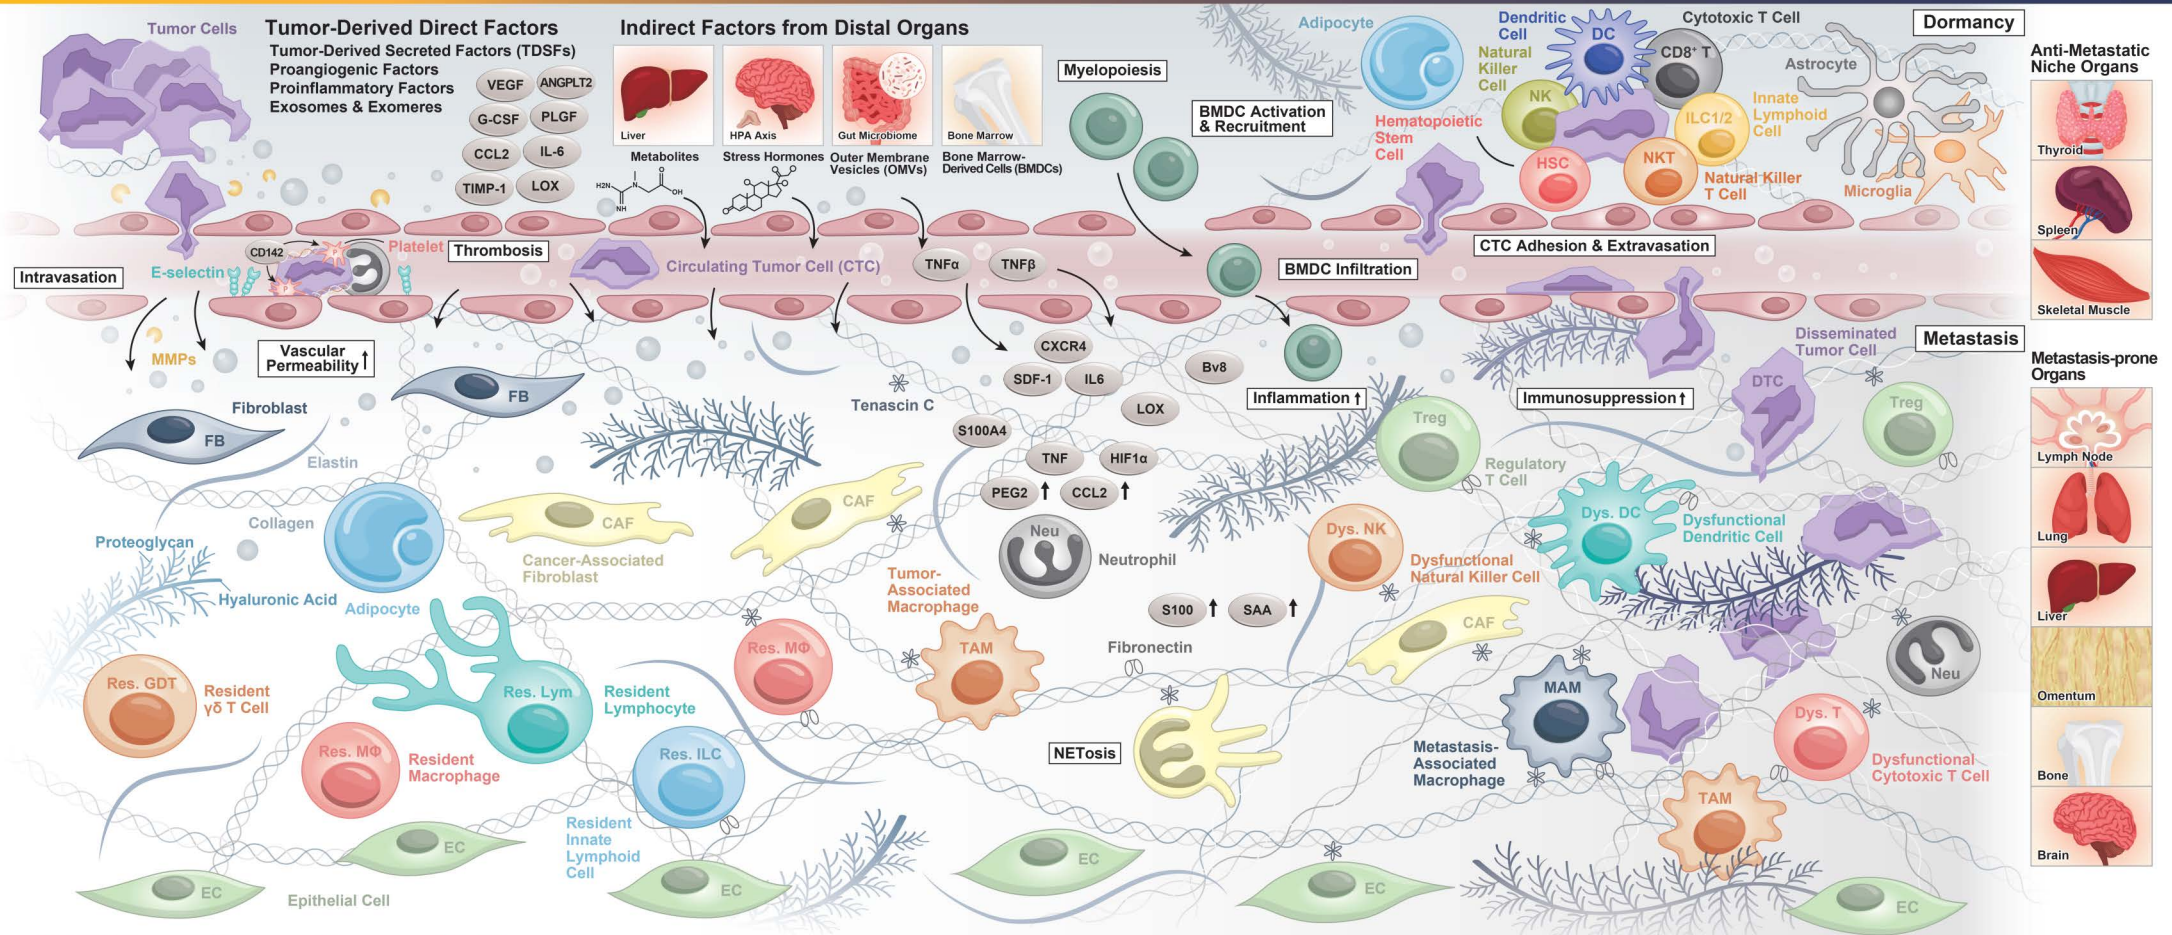 Tumor Cells
Tumor-Derived Direct Factors
Tumor-Derived Secreted Factors (TDSFs)
Proangiogenic Factors
Proinflammatory Factors
Exosomes & Exomeres
VEGF
ANGPLT2
G-CSF
PLGF
CCL2
IL-6
TIMP-1
LOX
Indirect Factors from Distal Organs
Liver
HPA Axis
Gut Microbiome
Bone Marrow
Metabolites
Stress Hormones
Outer Membrane
Vesicles (OMVs)
Bone Marrow-
Derived Cells (BMDCs)
H2N
NH
N
O
OH
Myelopoiesis
BMDC Activation
& Recruitment
Adipocyte
Dendritic
Cell
DC
Cytotoxic T Cell
CD8⁺ T
Natural
Killer
Cell
NK
Hematopoietic
Stem
Cell
HSC
ILC1/2
Innate
Lymphoid
Cell
NKT
Natural Killer
T Cell
Astrocyte
Microglia
Dormancy
Anti-Metastatic
Niche Organs
Thyroid
Spleen
Skeletal Muscle
Intravasation
E-selectin
CD142
P
P
Platelet
Thrombosis
Circulating Tumor Cell (CTC)
TNFα
TNFβ
BMDC Infiltration
CTC Adhesion & Extravasation
MMPs
Vascular
Permeability ↑
Fibroblast
FB
FB
Elastin
Collagen
Proteoglycan
Hyaluronic Acid
Adipocyte
CAF
Cancer-Associated
Fibroblast
CAF
Tenascin C
CXCR4
SDF-1
IL6
LOX
Bv8
S100A4
TNF
HIF1α
PEG2 ↑
CCL2 ↑
Neu
Neutrophil
S100 ↑
SAA ↑
Fibronectin
Inflammation ↑
Immunosuppression ↑
Treg
Regulatory
T Cell
Disseminated
Tumor Cell
DTC
Treg
Metastasis
Metastasis-prone
Organs
Lymph Node
Lung
Liver
Omentum
Bone
Brain
Dys. NK
Dysfunctional
Natural Killer Cell
Dys. DC
Dysfunctional
Dendritic Cell
CAF
Neu
MAM
Metastasis-
Associated
Macrophage
Dys. T
Dysfunctional
Cytotoxic T Cell
TAM
Tumor-
Associated
Macrophage
TAM
Res. MΦ
Res. GDT
Resident
γδ T Cell
Res. Lym
Resident
Lymphocyte
Res. MΦ
Resident
Macrophage
Res. ILC
Resident
Innate
Lymphoid
Cell
NETosis
EC
EC
Epithelial Cell
EC
EC
EC
EC